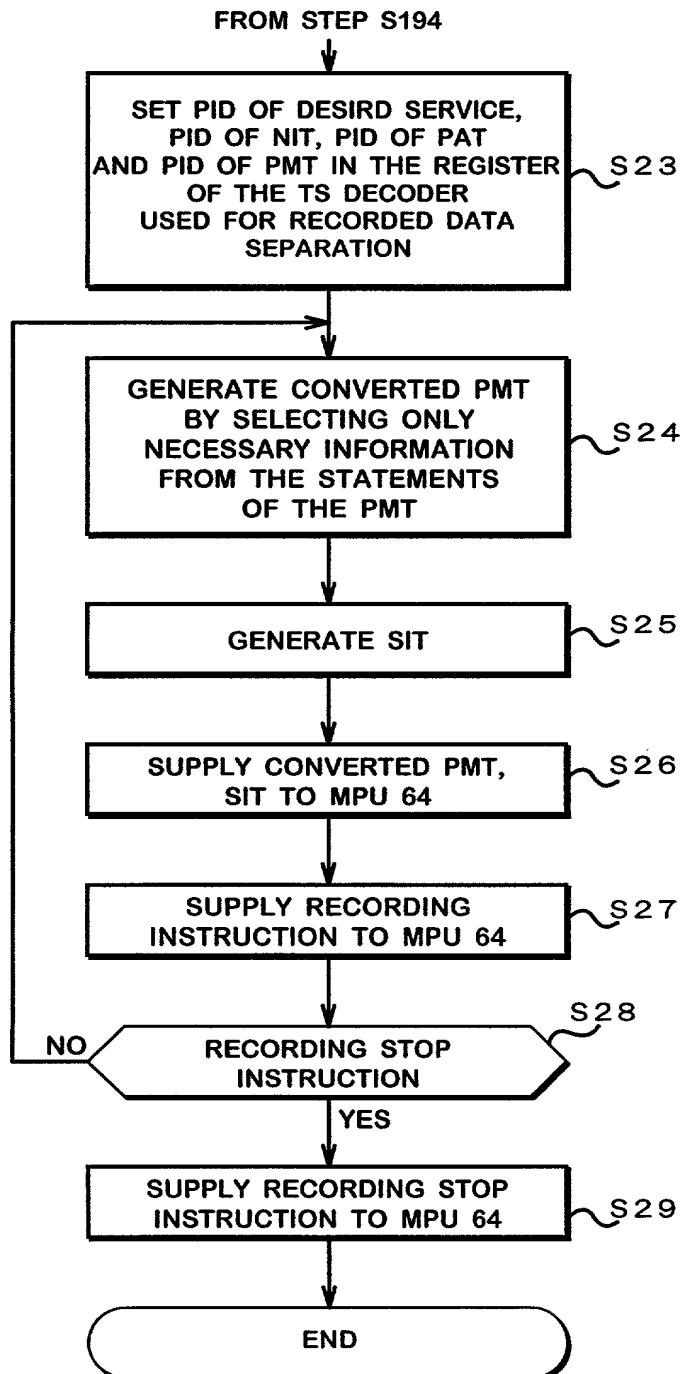 FROM STEP S194
SET PID OF DESIRD SERVICE,
PID OF NIT, PID OF PAT
AND PID OF PMT IN THE REGISTER
OF THE TS DECODER
USED FOR RECORDED DATA
SEPARATION
S23
GENERATE CONVERTED PMT
BY SELECTING ONLY
NECESSARY INFORMATION
FROM THE STATEMENTS
OF THE PMT
S24
GENERATE SIT
S25
SUPPLY CONVERTED PMT,
SIT TO MPU 64
S26
SUPPLY RECORDING
INSTRUCTION TO MPU 64
S27
RECORDING STOP
INSTRUCTION
S28
NO
YES
SUPPLY RECORDING STOP
INSTRUCTION TO MPU 64
S29
END